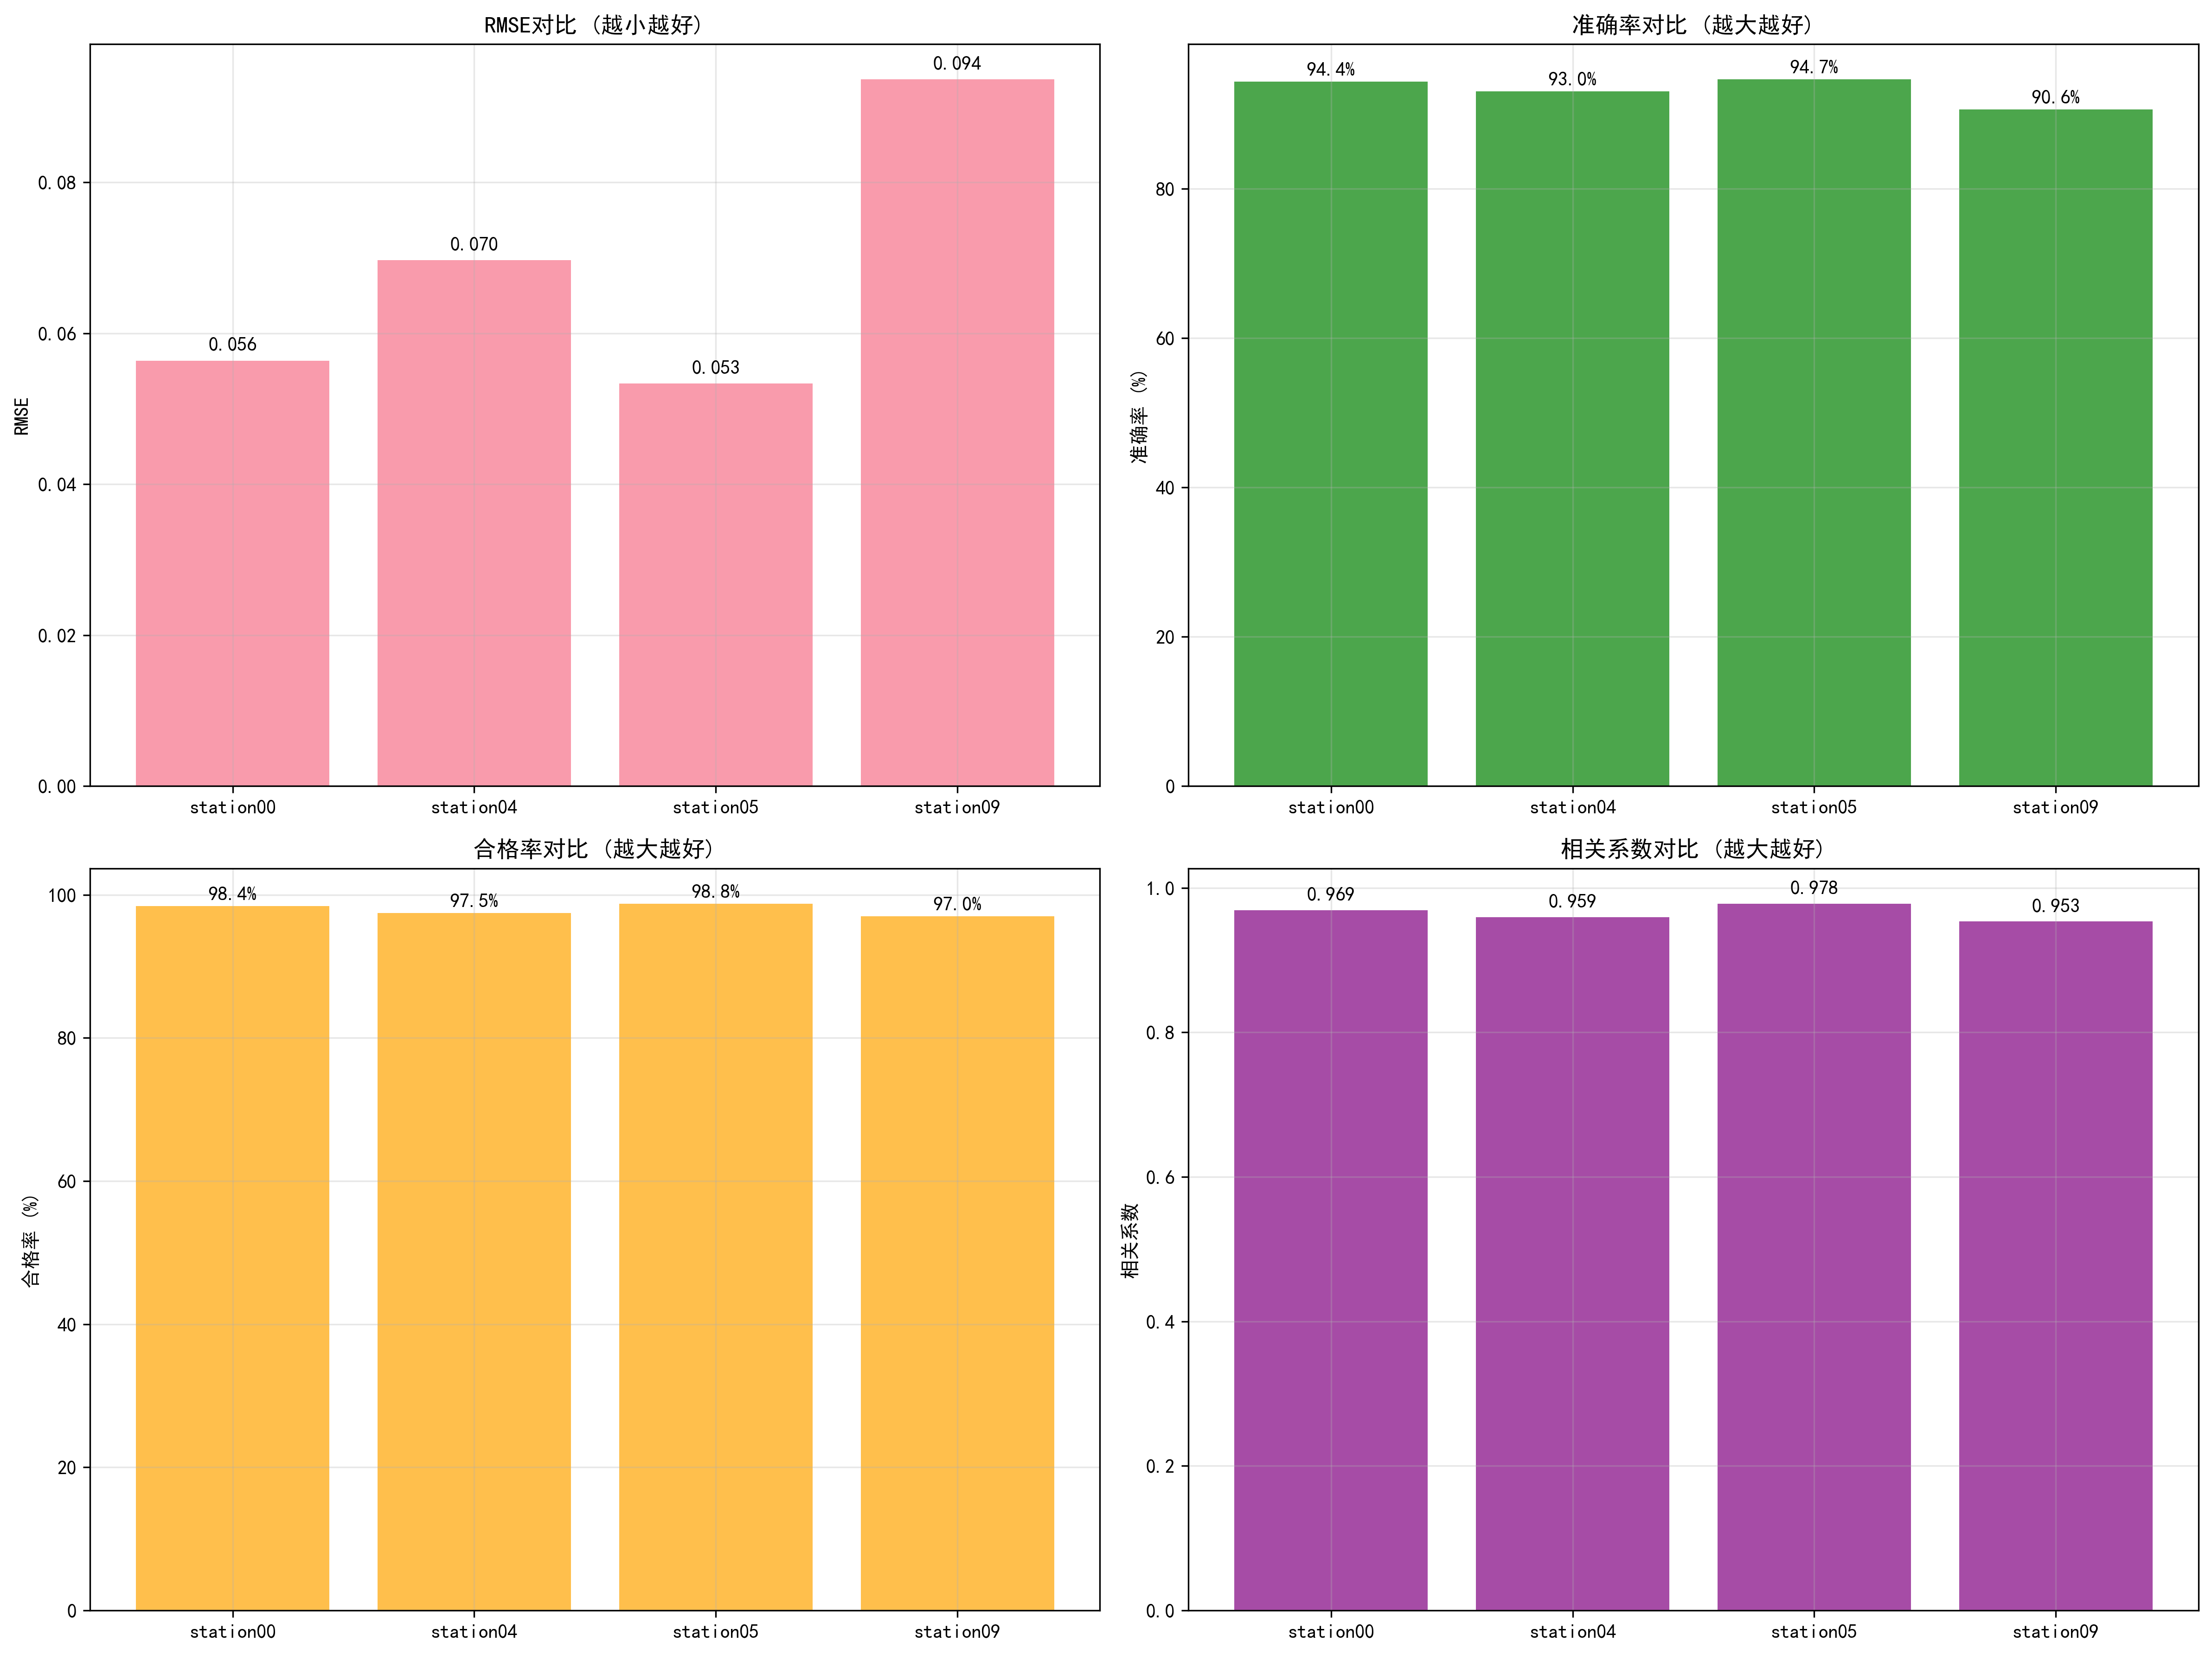 RMSE对比 (越小越好)
0.094
0.070
0.056
0.053
0.08
0.06
0.04
0.02
0.00
RMSE
station00
station04
station05
station09
准确率对比 (越大越好)
94.4%
93.0%
94.7%
90.6%
80
60
40
20
0
准确率 (%)
station00
station04
station05
station09
合格率对比 (越大越好)
98.4%
97.5%
98.8%
97.0%
100
80
60
40
20
0
合格率 (%)
station00
station04
station05
station09
相关系数对比 (越大越好)
0.969
0.959
0.978
0.953
1.0
0.8
0.6
0.4
0.2
0.0
相关系数
station00
station04
station05
station09